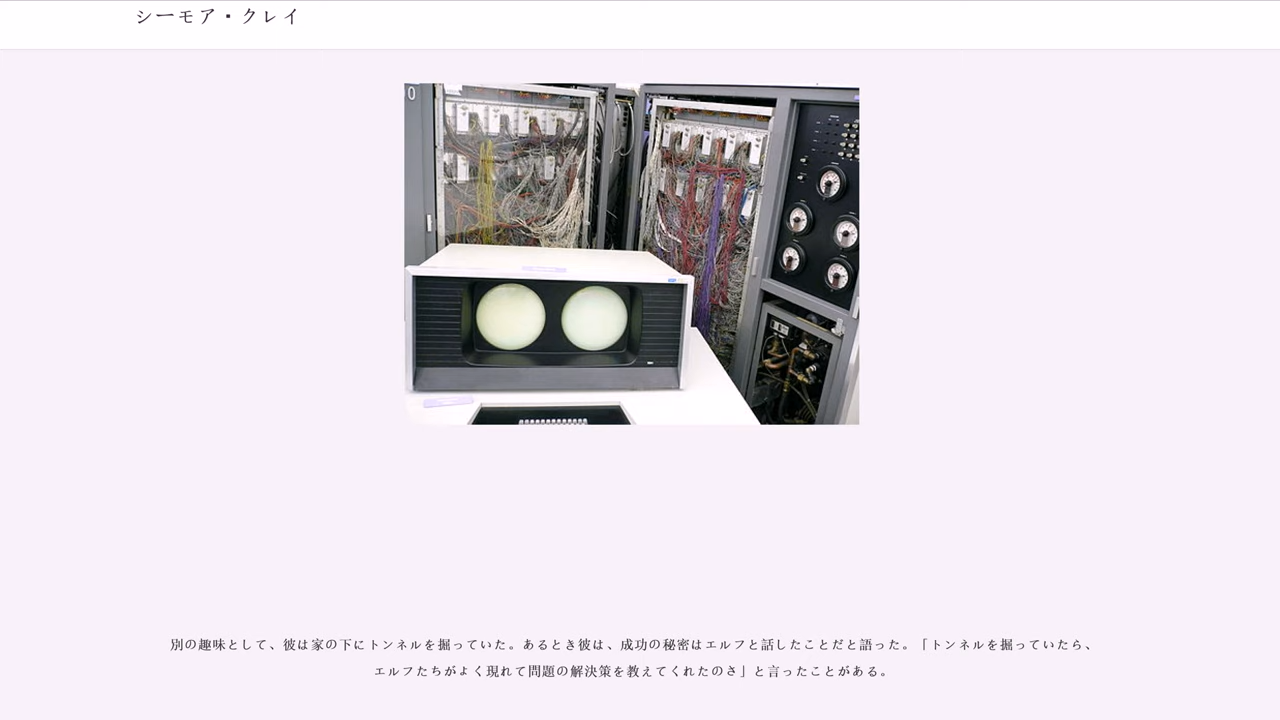 シーモア・クレイ
0
別の趣味として、彼は家の下にトンネルを掘っていた。あるとき彼は、成功の秘密はエルフと話したことだと語った。「トンネルを掘っていたら、
エルフたちがよく現れて問題の解決策を教えてくれたのさ」と言ったことがある。